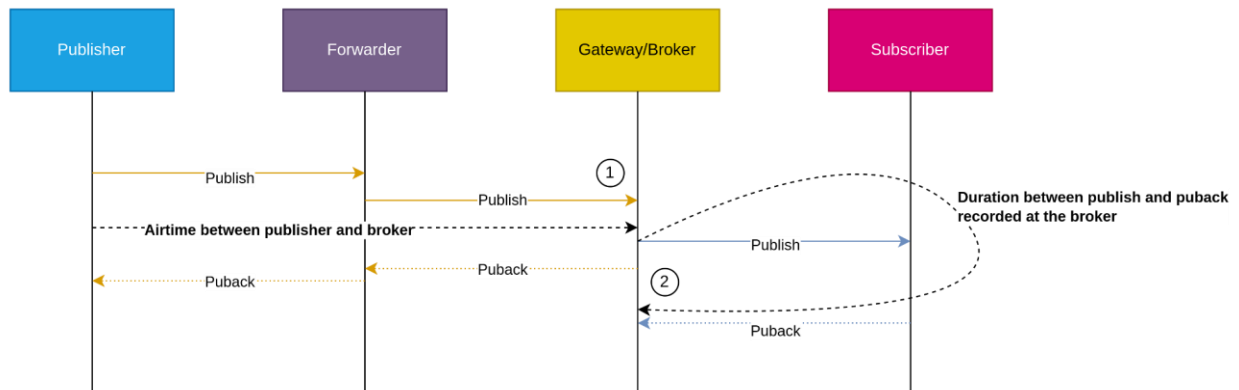 Publisher
Forwarder
Gateway/Broker
Subscriber
1
Publish
Publish
Duration between publish and puback
recorded at the broker
Airtime between publisher and broker
Publish
Puback
2
Puback
Puback